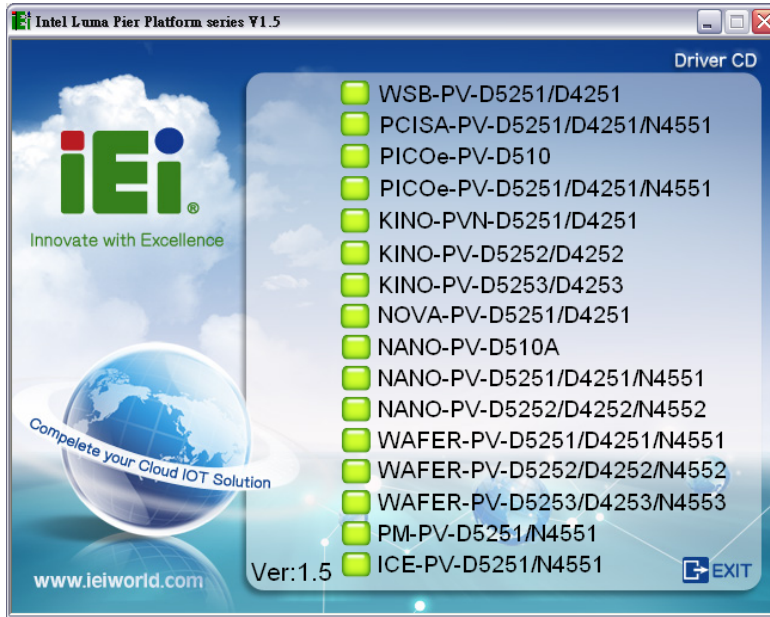 Intel Luma Pier Platform series V1.5
Driver CD
iEi®
Innovate with Excellence
WSB-PV-D5251/D4251
PCISA-PV-D5251/D4251/N4551
PICOe-PV-D510
PICOe-PV-D5251/D4251/N4551
KINO-PVN-D5251/D4251
KINO-PV-D5252/D4252
KINO-PV-D5253/D4253
NOVA-PV-D5251/D4251
NANO-PV-D510A
NANO-PV-D5251/D4251/N4551
NANO-PV-D5252/D4252/N4552
WAFER-PV-D5251/D4251/N4551
WAFER-PV-D5252/D4252/N4552
WAFER-PV-D5253/D4253/N4553
PM-PV-D5251/N4551
ICE-PV-D5251/N4551
Compelete your Cloud IOT Solution
www.ieiworld.com
Ver:1.5
EXIT